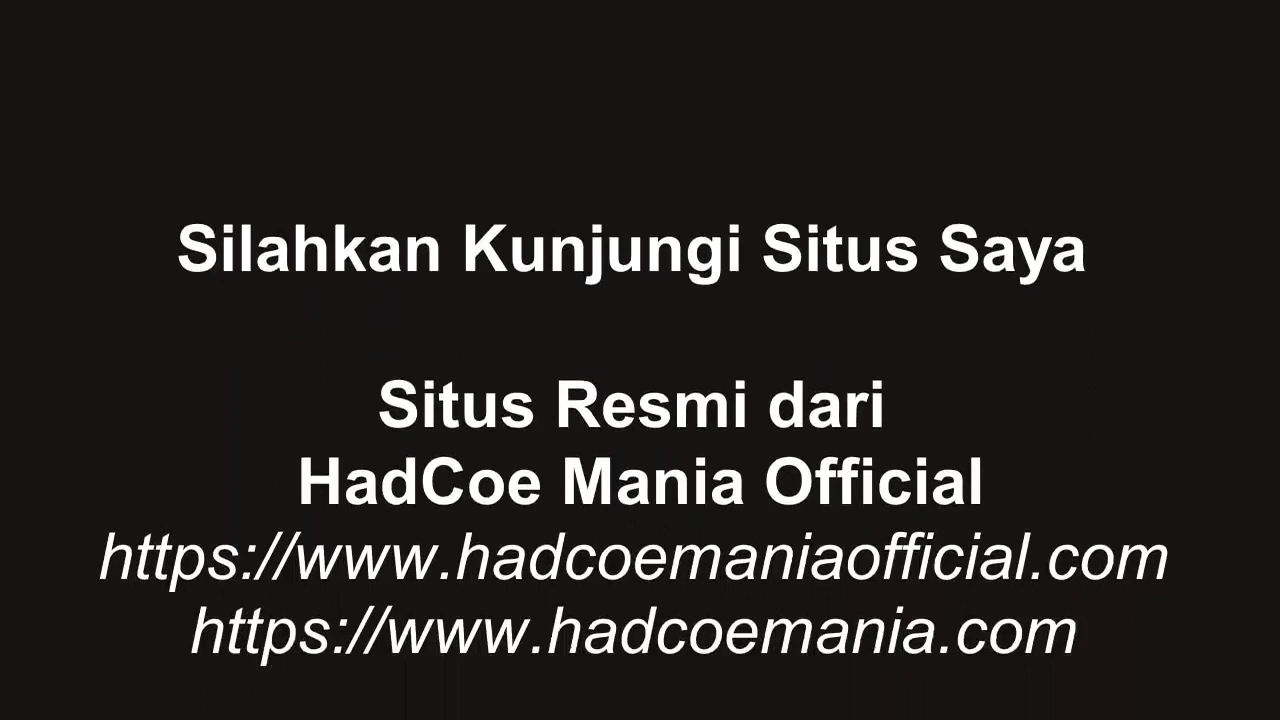 Silahkan Kunjungi Situs Saya
Situs Resmi dari
HadCoe Mania Official
https://www.hadcoemaniaofficial.com
https://www.hadcoemania.com